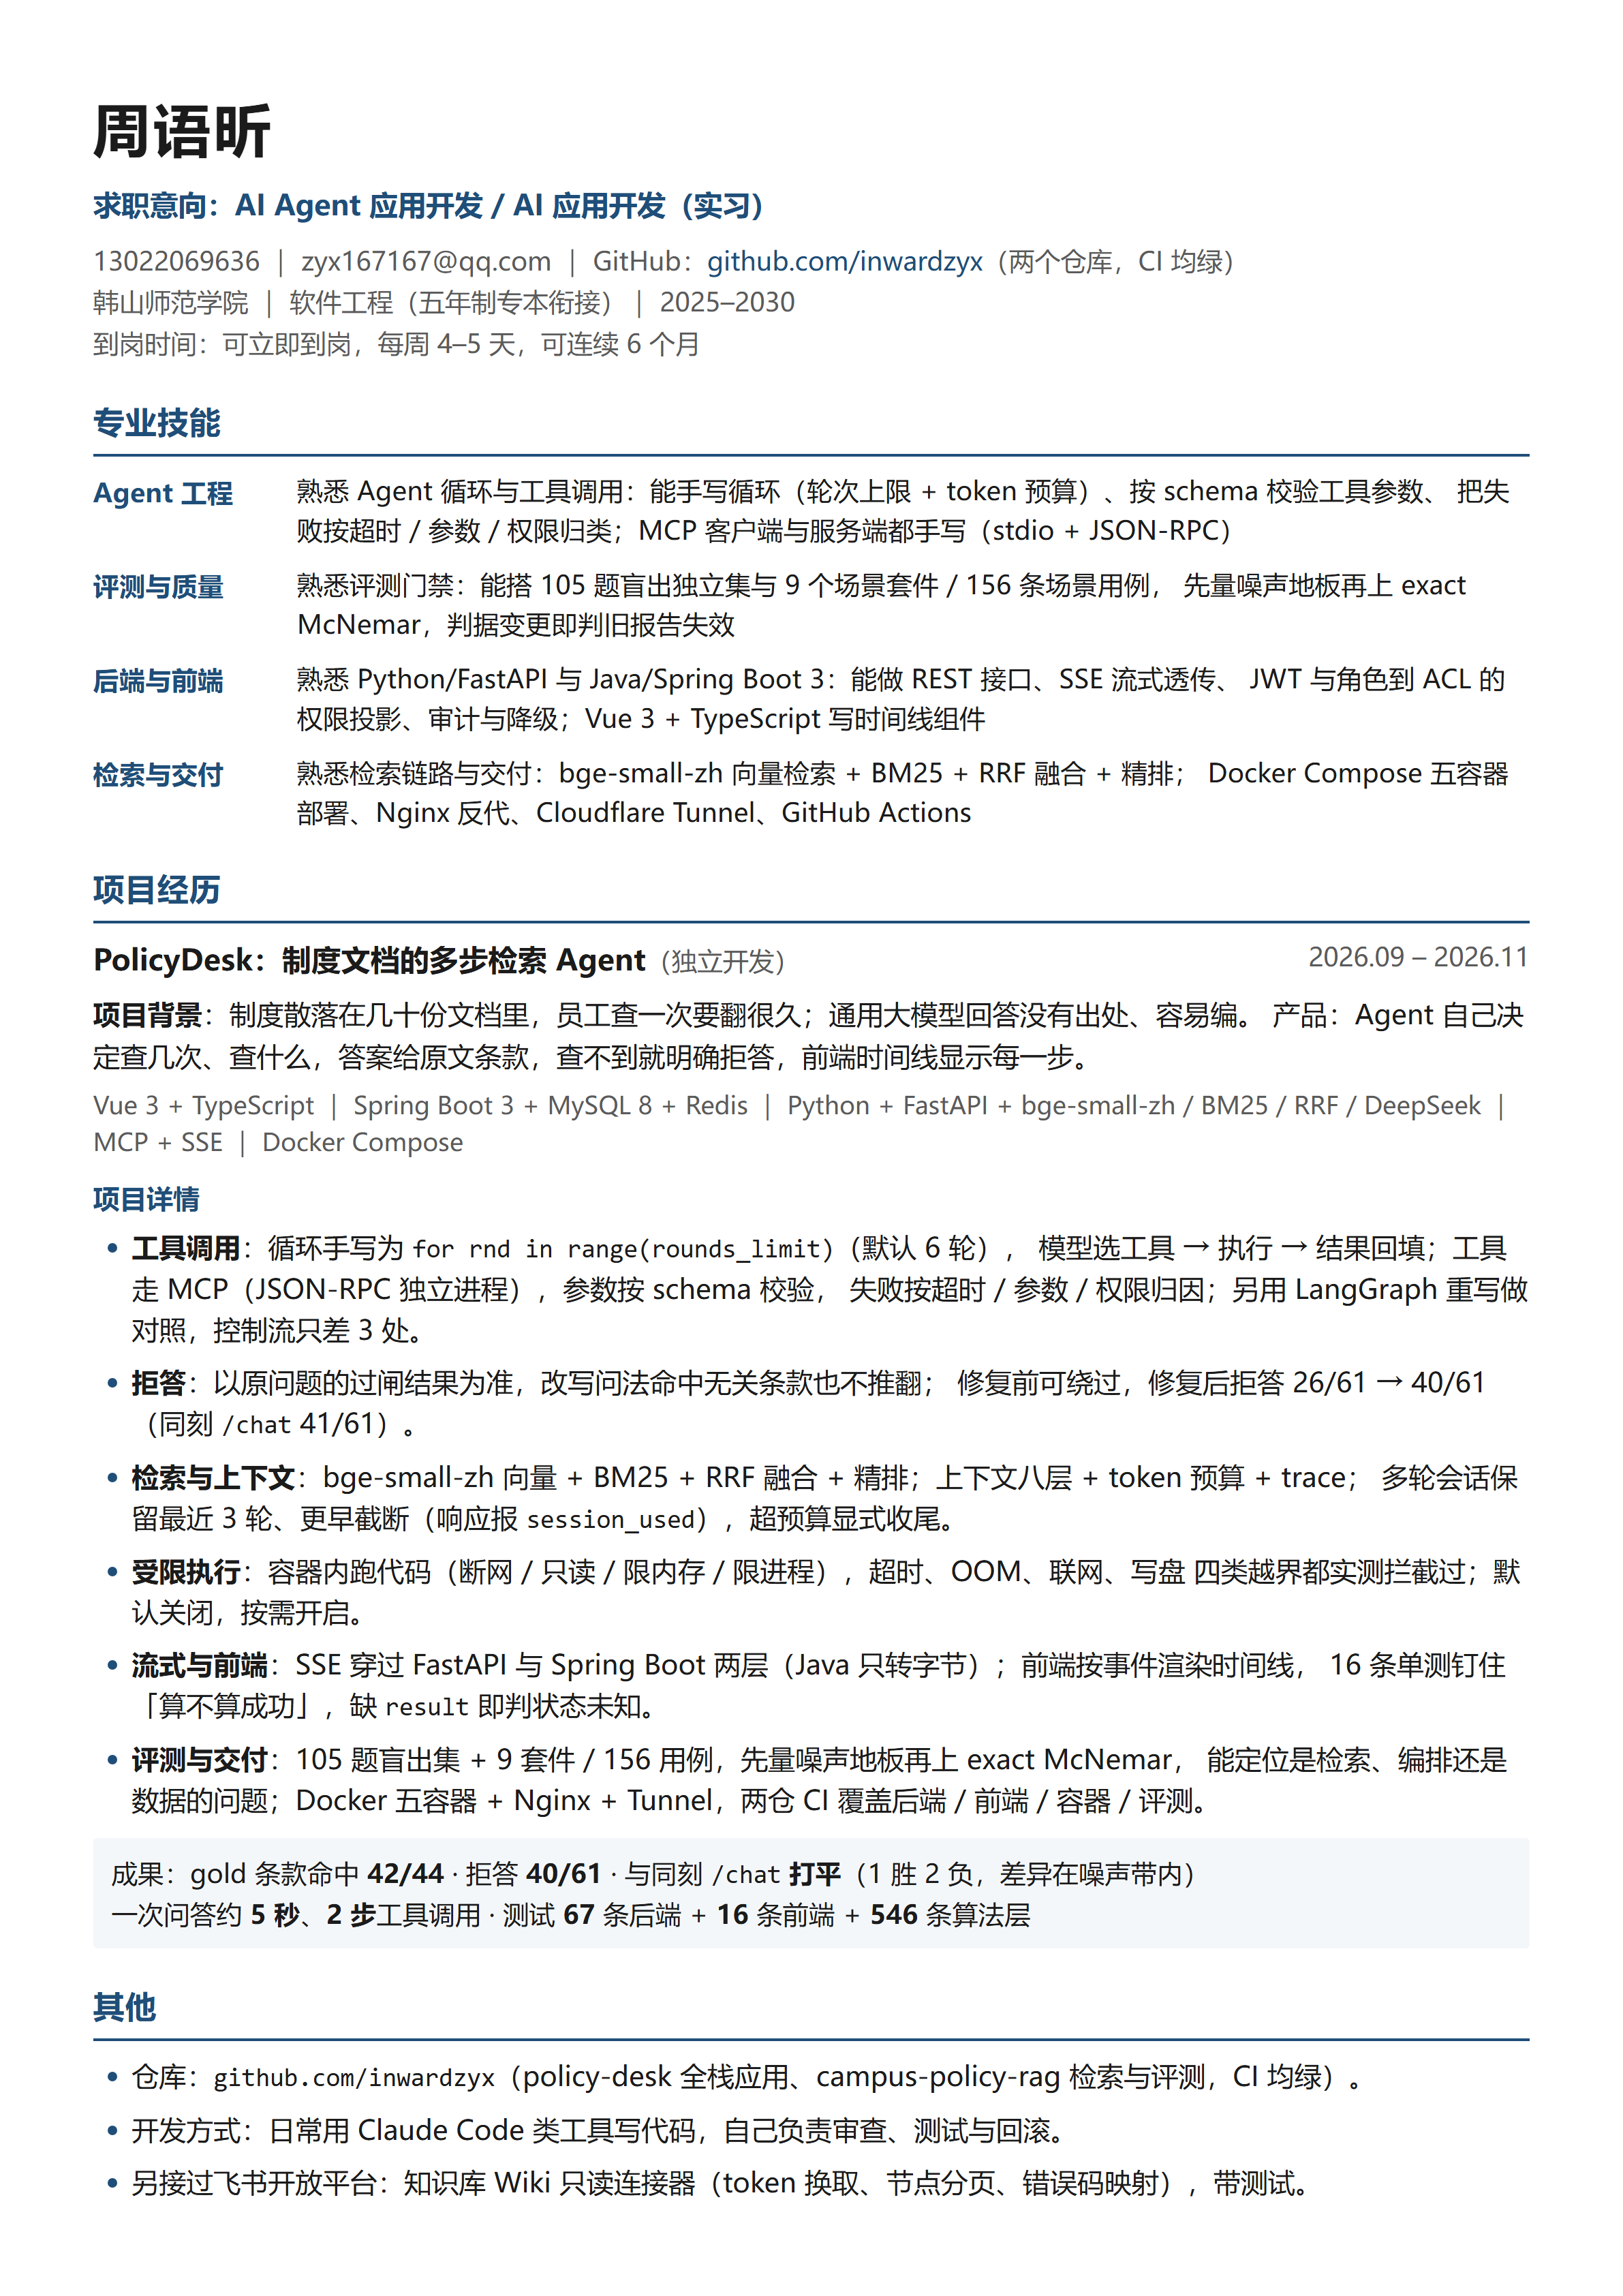 周语昕
求职意向：AI Agent 应用开发 / AI 应用开发（实习）
13022069636 | zyx167167@qq.com | GitHub：github.com/inwardzyx（两个仓库，CI 均绿）
韩山师范学院 | 软件工程（五年制专本衔接） | 2025–2030
到岗时间：可立即到岗，每周 4–5 天，可连续 6 个月
专业技能
Agent 工程 熟悉 Agent 循环与工具调用：能手写循环（轮次上限 + token 预算）、按 schema 校验工具参数、 把失
败按超时 / 参数 / 权限归类；MCP 客户端与服务端都手写（stdio + JSON-RPC）
评测与质量 熟悉评测门禁：能搭 105 题盲出独立集与 9 个场景套件 / 156 条场景用例， 先量噪声地板再上 exact
McNemar，判据变更即判旧报告失效
后端与前端 熟悉 Python/FastAPI 与 Java/Spring Boot 3：能做 REST 接口、SSE 流式透传、 JWT 与角色到 ACL 的
权限投影、审计与降级；Vue 3 + TypeScript 写时间线组件
检索与交付 熟悉检索链路与交付：bge-small-zh 向量检索 + BM25 + RRF 融合 + 精排； Docker Compose 五容器
部署、Nginx 反代、Cloudflare Tunnel、GitHub Actions
项目经历
PolicyDesk：制度文档的多步检索 Agent（独立开发） 2026.09 – 2026.11
项目背景：制度散落在几十份文档里，员工查一次要翻很久；通用大模型回答没有出处、容易编。 产品：Agent 自己决
定查几次、查什么，答案给原文条款，查不到就明确拒答，前端时间线显示每一步。
Vue 3 + TypeScript | Spring Boot 3 + MySQL 8 + Redis | Python + FastAPI + bge-small-zh / BM25 / RRF / DeepSeek |
MCP + SSE | Docker Compose
项目详情
• 工具调用：循环手写为 for rnd in range(rounds_limit)（默认 6 轮）， 模型选工具 → 执行 → 结果回填；工具
走 MCP（JSON-RPC 独立进程），参数按 schema 校验， 失败按超时 / 参数 / 权限归因；另用 LangGraph 重写做
对照，控制流只差 3 处。
• 拒答：以原问题的过闸结果为准，改写问法命中无关条款也不推翻； 修复前可绕过，修复后拒答 26/61 → 40/61
（同刻 /chat 41/61）。
• 检索与上下文：bge-small-zh 向量 + BM25 + RRF 融合 + 精排；上下文八层 + token 预算 + trace； 多轮会话保
留最近 3 轮、更早截断（响应报 session_used），超预算显式收尾。
• 受限执行：容器内跑代码（断网 / 只读 / 限内存 / 限进程），超时、OOM、联网、写盘 四类越界都实测拦截过；默
认关闭，按需开启。
• 流式与前端：SSE 穿过 FastAPI 与 Spring Boot 两层（Java 只转字节）；前端按事件渲染时间线， 16 条单测钉住
「算不算成功」，缺 result 即判状态未知。
• 评测与交付：105 题盲出集 + 9 套件 / 156 用例，先量噪声地板再上 exact McNemar， 能定位是检索、编排还是
数据的问题；Docker 五容器 + Nginx + Tunnel，两仓 CI 覆盖后端 / 前端 / 容器 / 评测。
成果：gold 条款命中 42/44 · 拒答 40/61 · 与同刻 /chat 打平（1 胜 2 负，差异在噪声带内）
一次问答约 5 秒、2 步工具调用 · 测试 67 条后端 + 16 条前端 + 546 条算法层
其他
• 仓库：github.com/inwardzyx（policy-desk 全栈应用、campus-policy-rag 检索与评测，CI 均绿）。
• 开发方式：日常用 Claude Code 类工具写代码，自己负责审查、测试与回滚。
• 另接过飞书开放平台：知识库 Wiki 只读连接器（token 换取、节点分页、错误码映射），带测试。